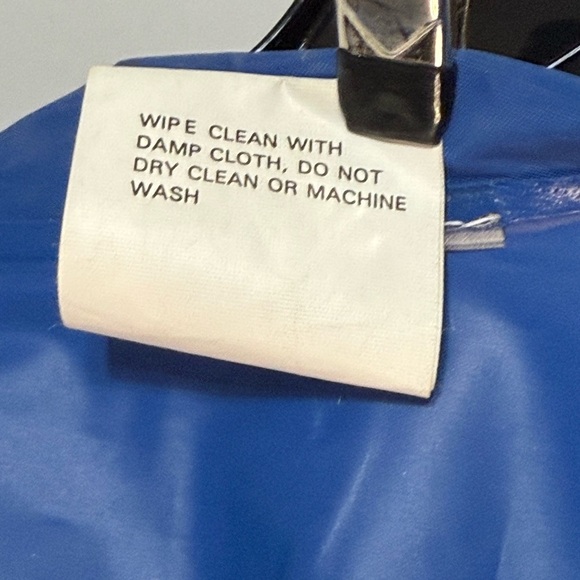 WIPE CLEAN WITH
DAMP CLOTH, DO NOT
DRY CLEAN OR MACHINE
WASH